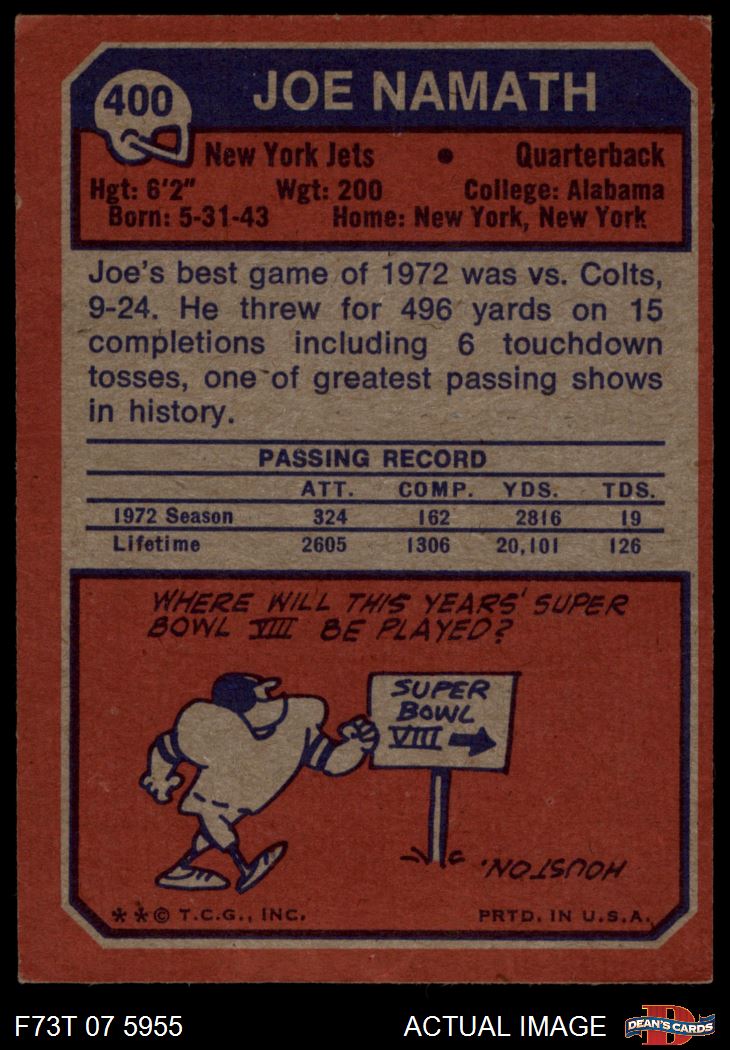 400
JOE NAMATH
New York Jets • Quarterback
Hgt: 6'2" Wgt: 200 College: Alabama
Born: 5-31-43 Home: New York, New York
Joe's best game of 1972 was vs. Colts,
9-24. He threw for 496 yards on 15
completions including 6 touchdown
tosses, one of greatest passing shows
in history.
PASSING RECORD
ATT. COMP. YDS. TDS.
1972 Season 324 162 2816 19
Lifetime 2605 1306 20,101 126
WHERE WILL THIS YEARS' SUPER
BOWL VIII BE PLAYED?
SUPER
BOWL
VIII
HOUSTON.
**© T.C.G., INC. PRTD. IN U.S.A.
F73T 07 5955 ACTUAL IMAGE
D
DEAN'S CARDS